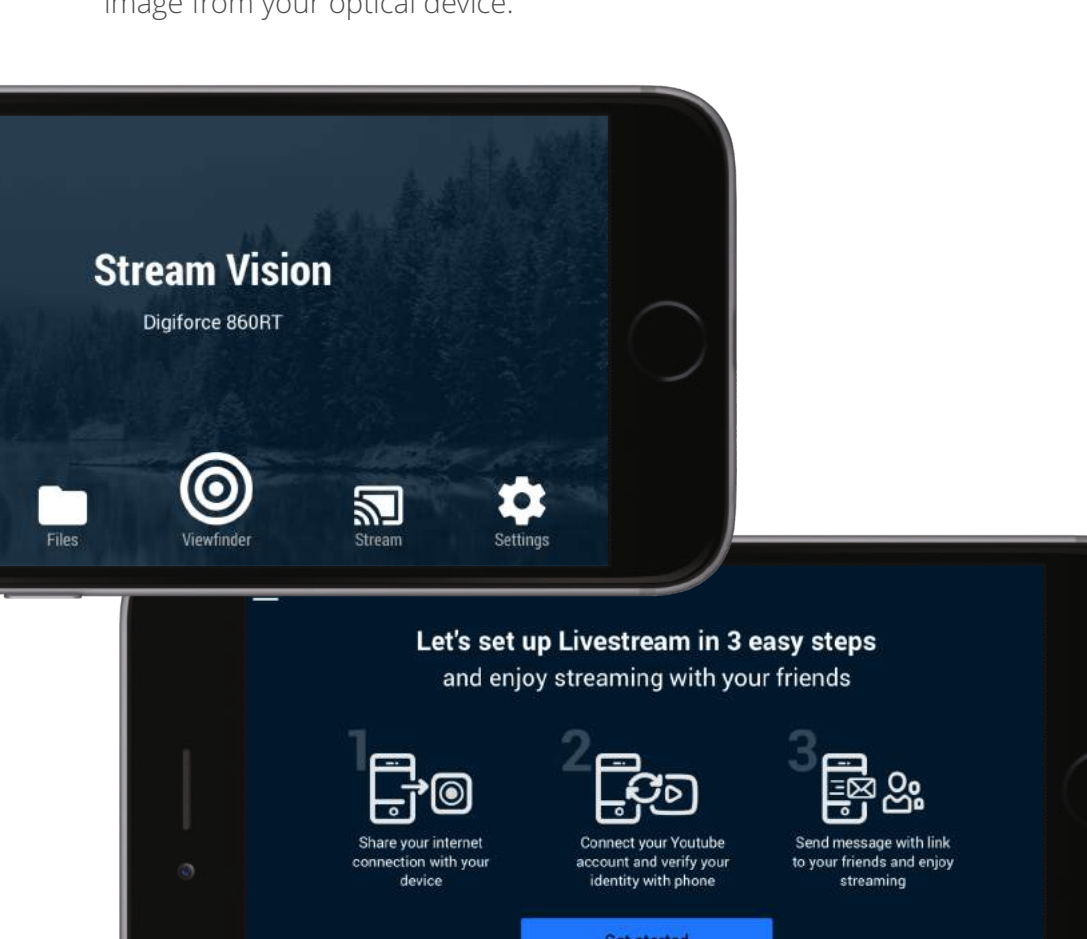 image from your optical device.
Stream Vision
Digiforce 860RT
Files
Viewfinder
Stream
Settings
Let's set up Livestream in 3 easy steps
and enjoy streaming with your friends
1
2
3
Share your internet
connection with your
device
Connect your Youtube
account and verify your
identity with phone
Send message with link
to your friends and enjoy
streaming
Get started